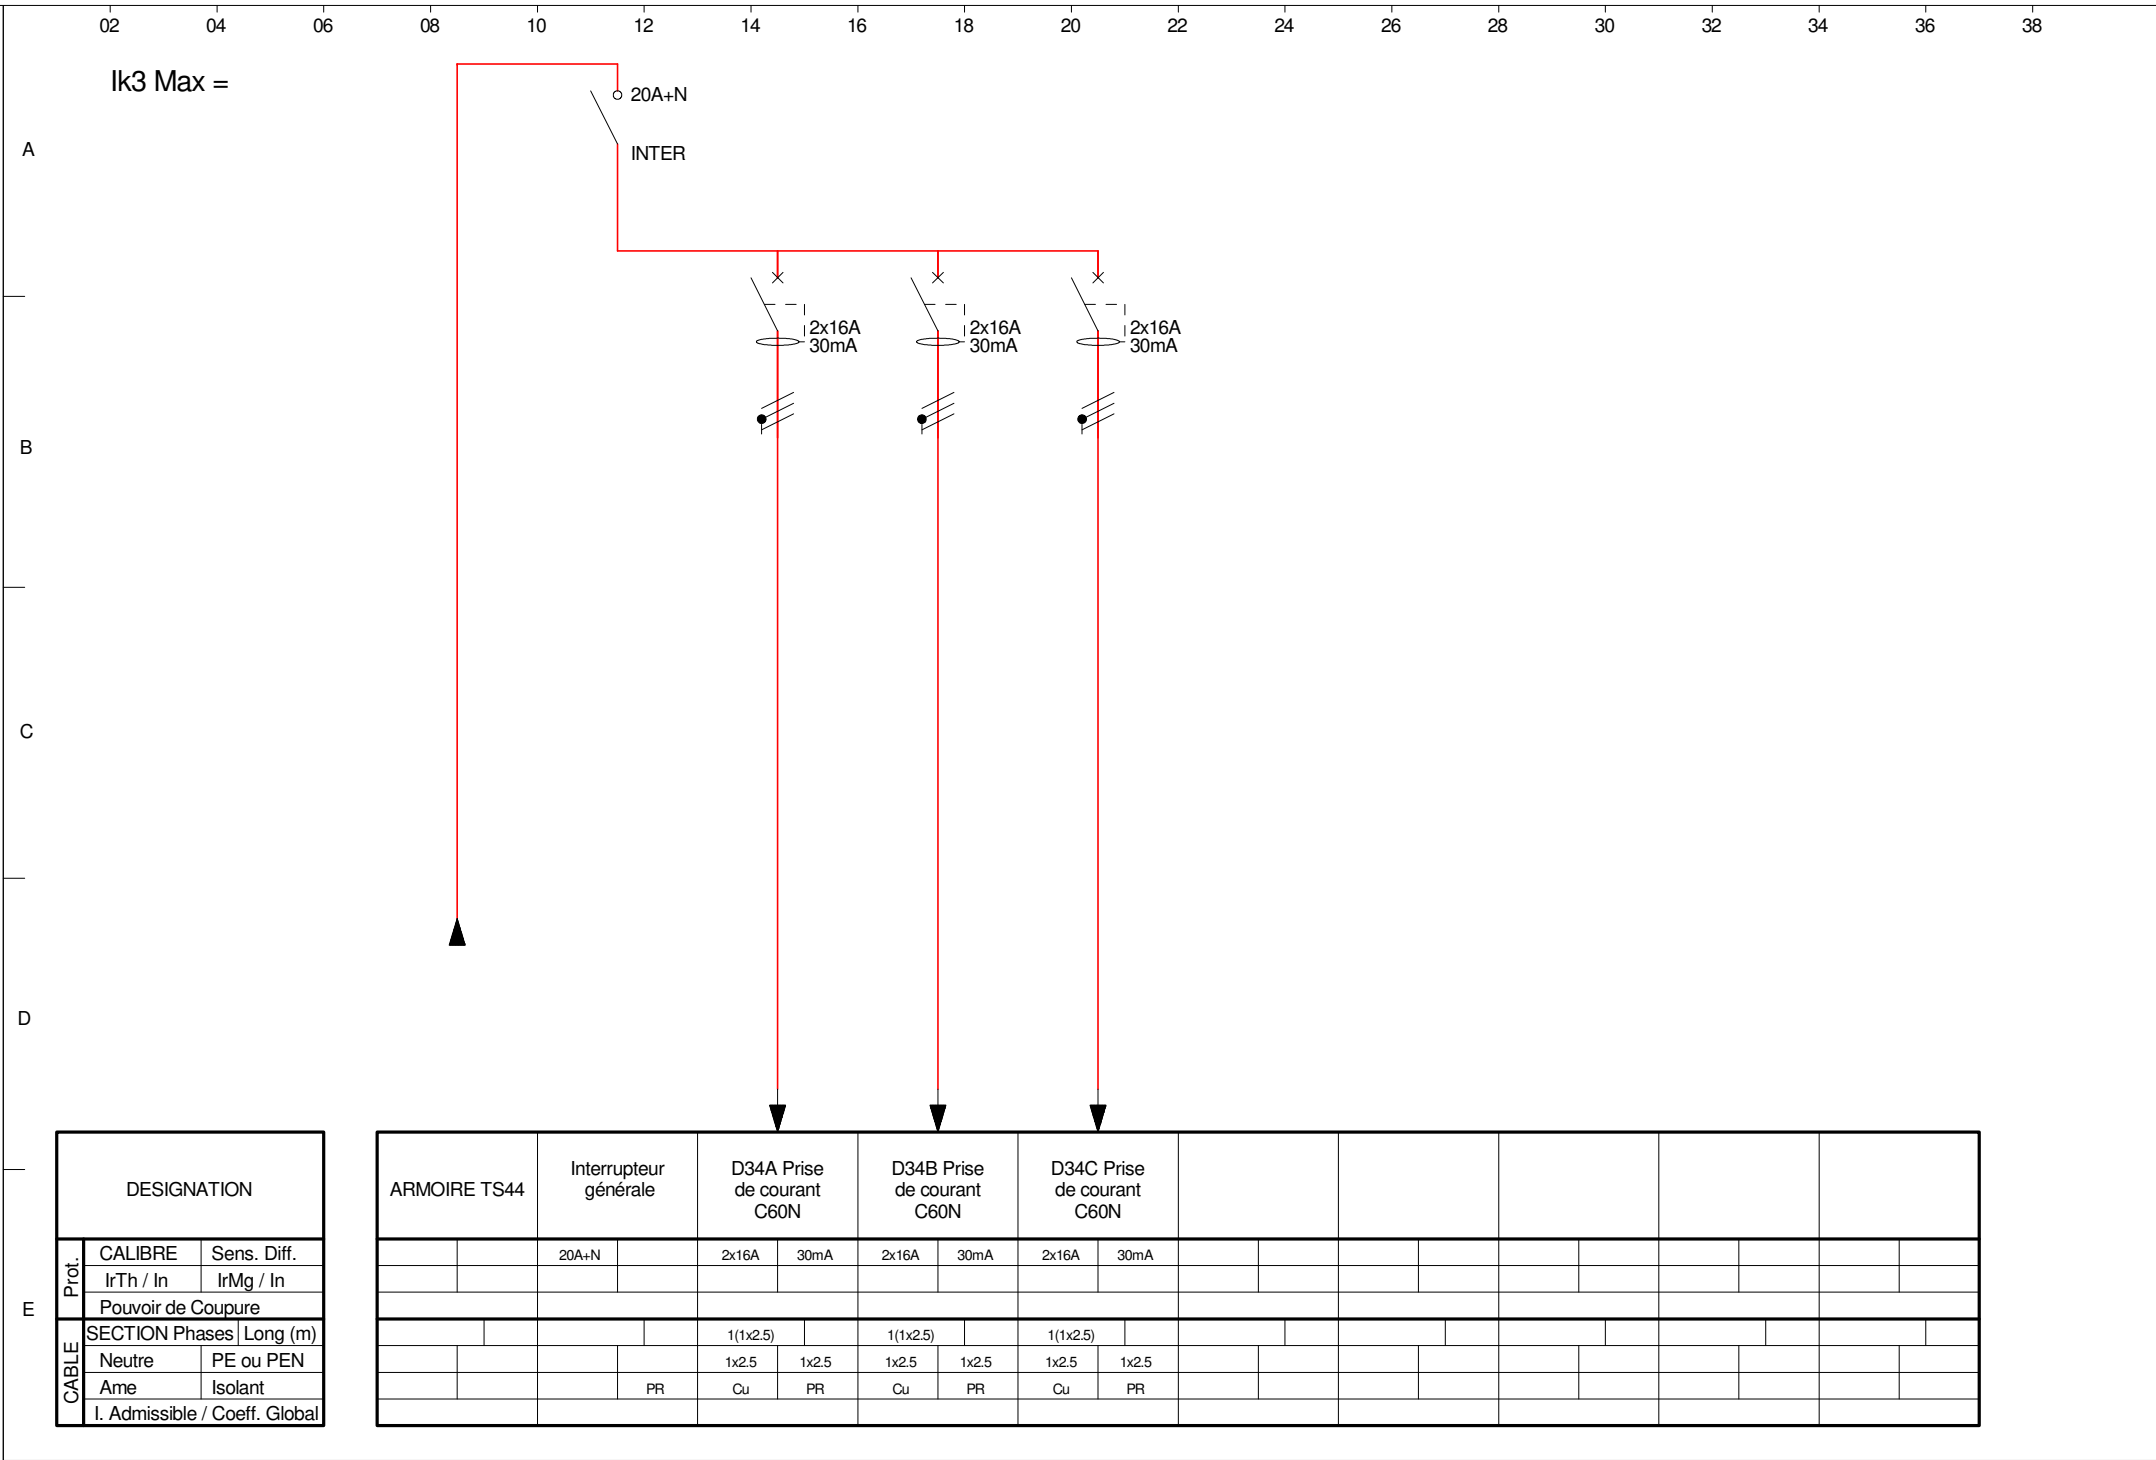 02 04 06 08 10 12 14 16 18 20 22 24 26 28 30 32 34 36 38
Ik3 Max =
20A+N
A
INTER
2x16A 2x16A 2x16A
30mA 30mA 30mA
B
C
D
DESIGNATION
ARMOIRE TS44
Interrupteur
générale
D34A Prise
de courant
C60N
D34B Prise
de courant
C60N
D34C Prise
de courant
C60N
Prot.
CALIBRE Sens. Diff. 20A+N 2x16A 30mA 2x16A 30mA 2x16A 30mA
IrTh / In IrMg / In
E
Pouvoir de Coupure
CABLE
SECTION Phases Long (m) 1(1x2.5) 1(1x2.5) 1(1x2.5)
Neutre PE ou PEN 1x2.5 1x2.5 1x2.5 1x2.5 1x2.5 1x2.5
Ame Isolant PR Cu PR Cu PR Cu PR
I. Admissible / Coeff. Global